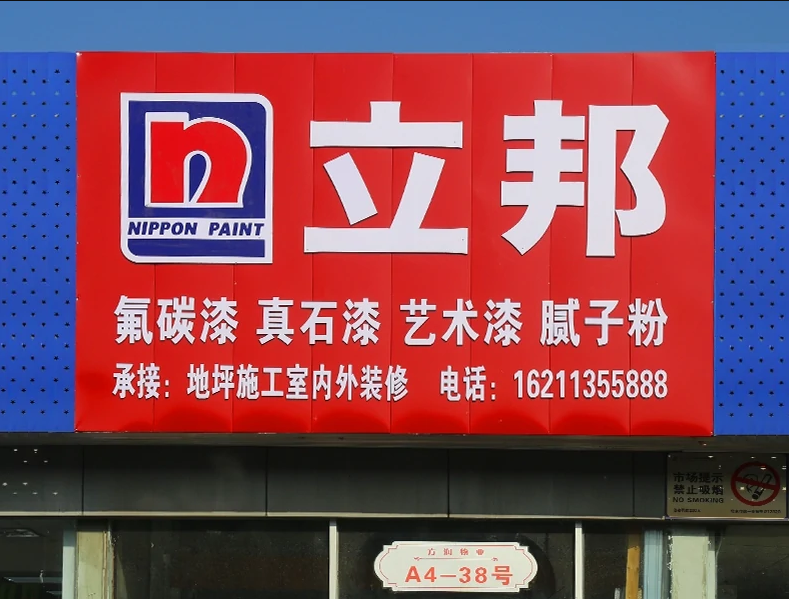 n
立邦
NIPPON PAINT
氟碳漆 真石漆 艺术漆 腻子粉
承接：地坪施工室内外装修 电话：16211355888
市场提示
禁止吸烟
NO SMOKING
A4-38号